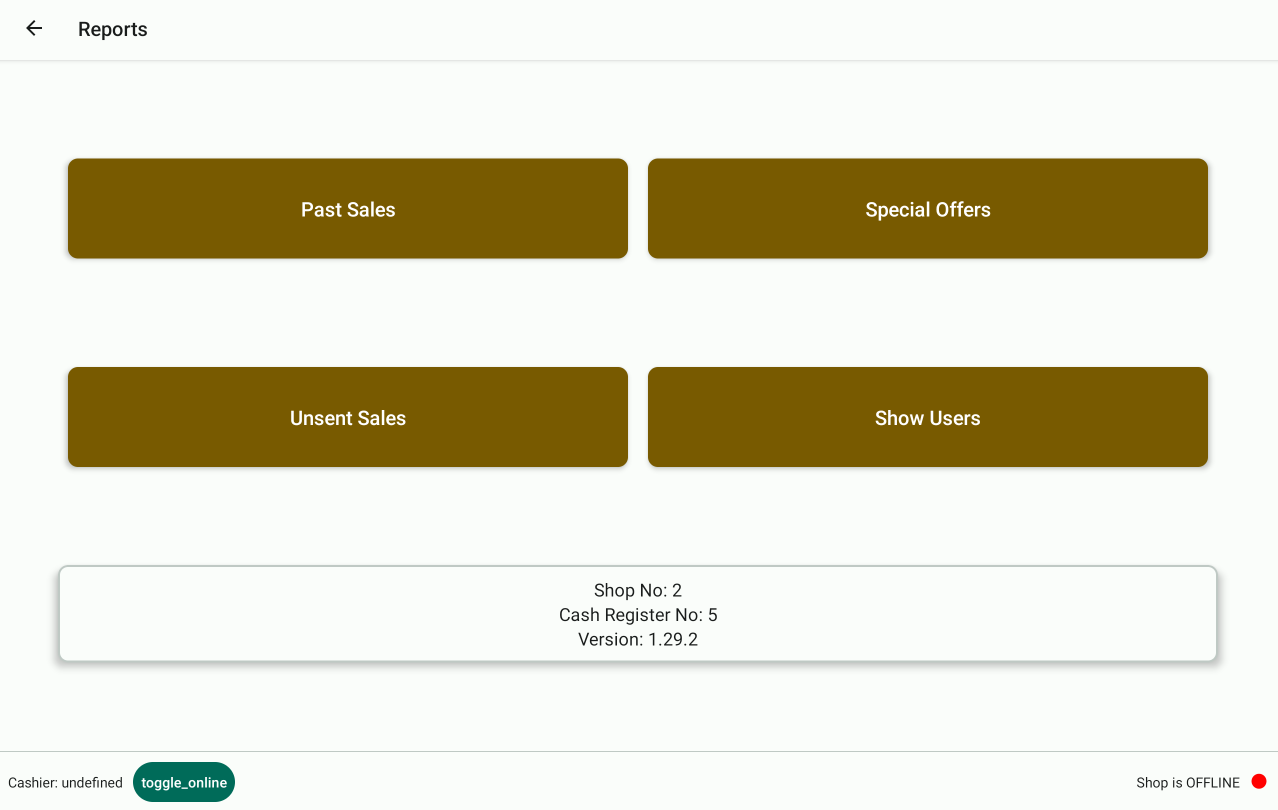 Reports
Past Sales
Special Offers
Unsent Sales
Show Users
Shop No: 2
Cash Register No: 5
Version: 1.29.2
Cashier: undefined
toggle_online
Shop is OFFLINE